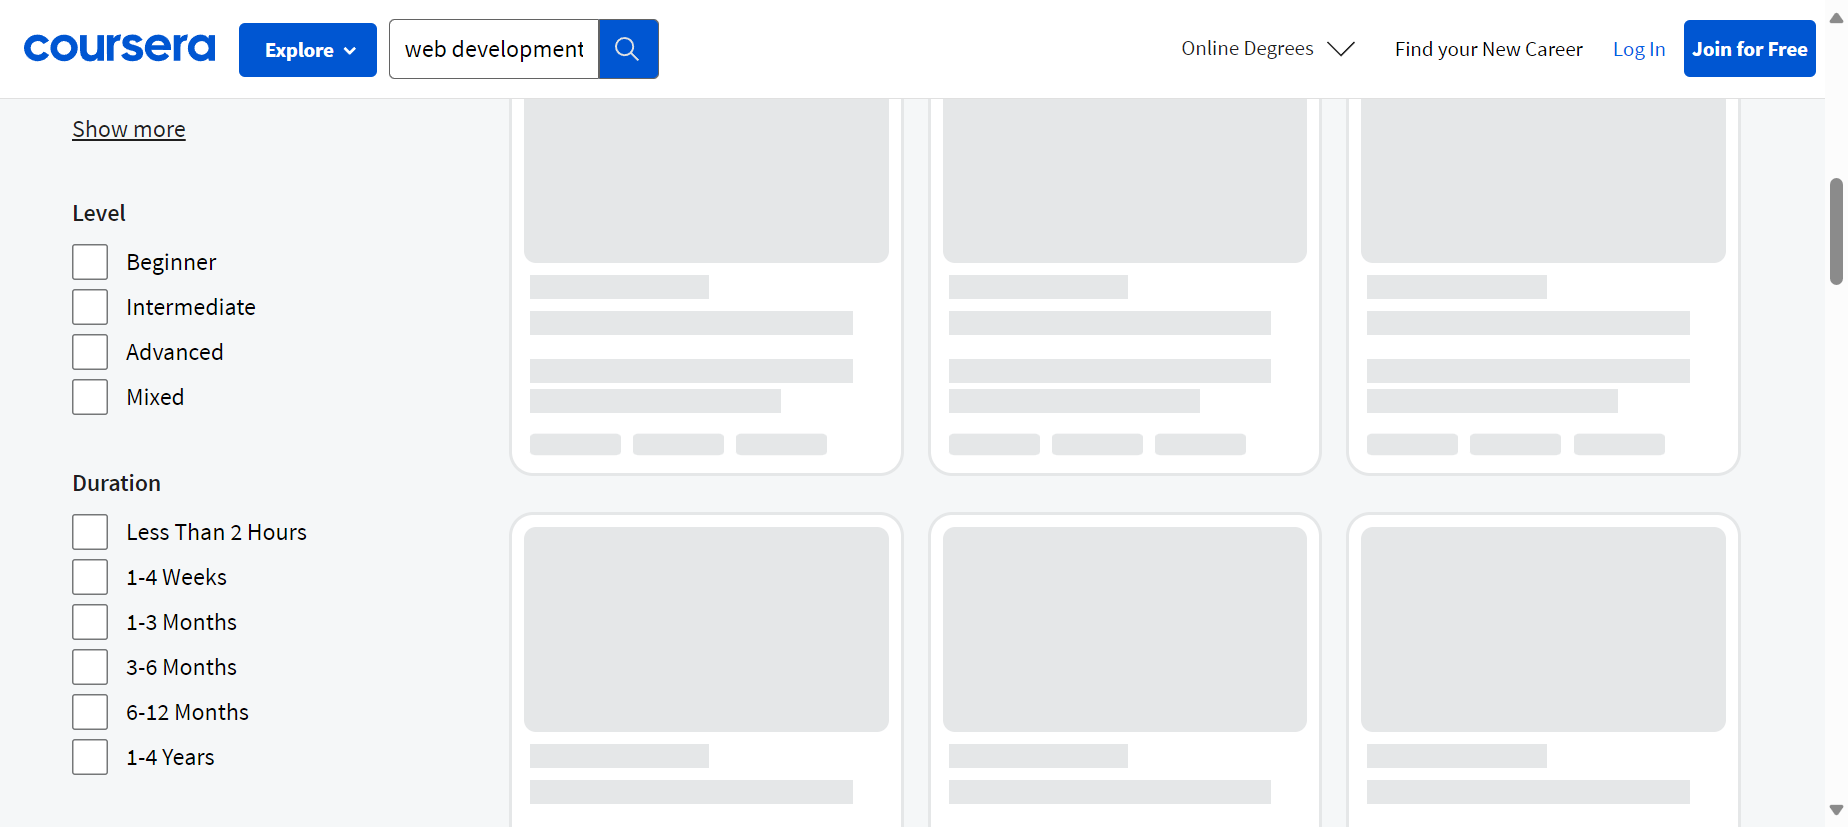 coursera Explore web development Online Degrees Find your New Career Log In Join for Free
Show more
Level
Beginner
Intermediate
Advanced
Mixed
Duration
Less Than 2 Hours
1-4 Weeks
1-3 Months
3-6 Months
6-12 Months
1-4 Years